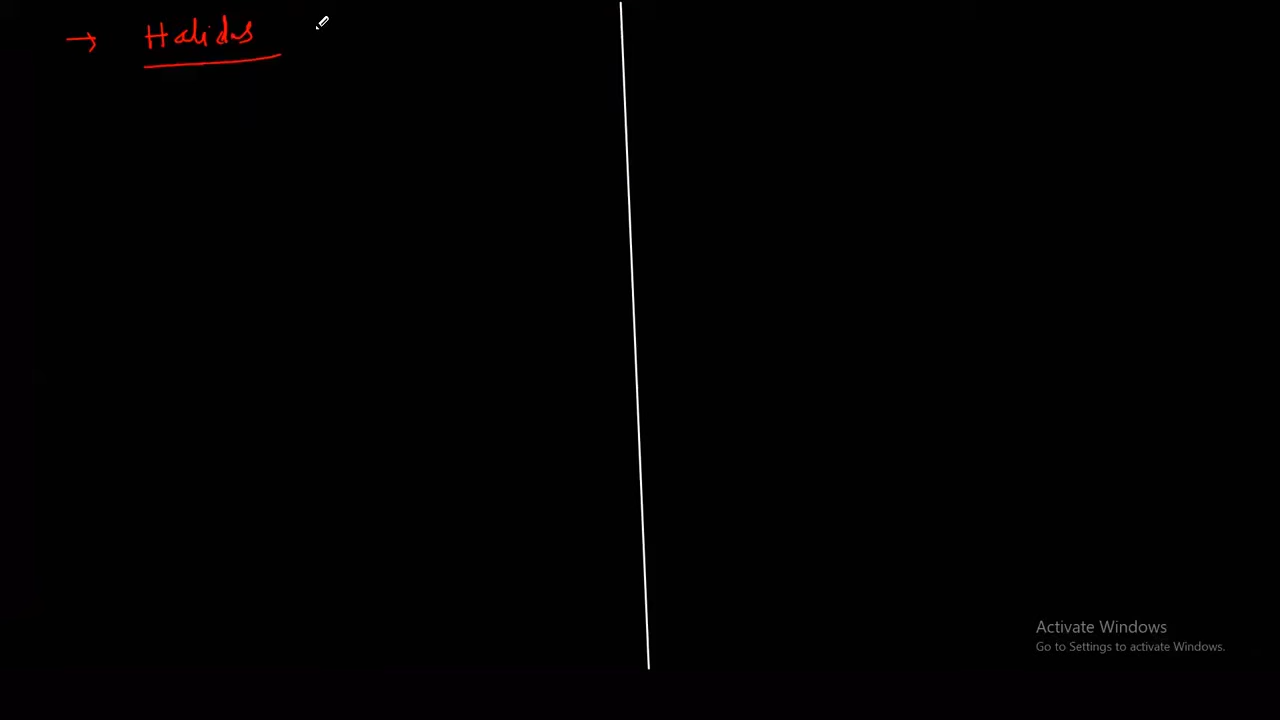 → Halides
Activate Windows
Go to Settings to activate Windows.